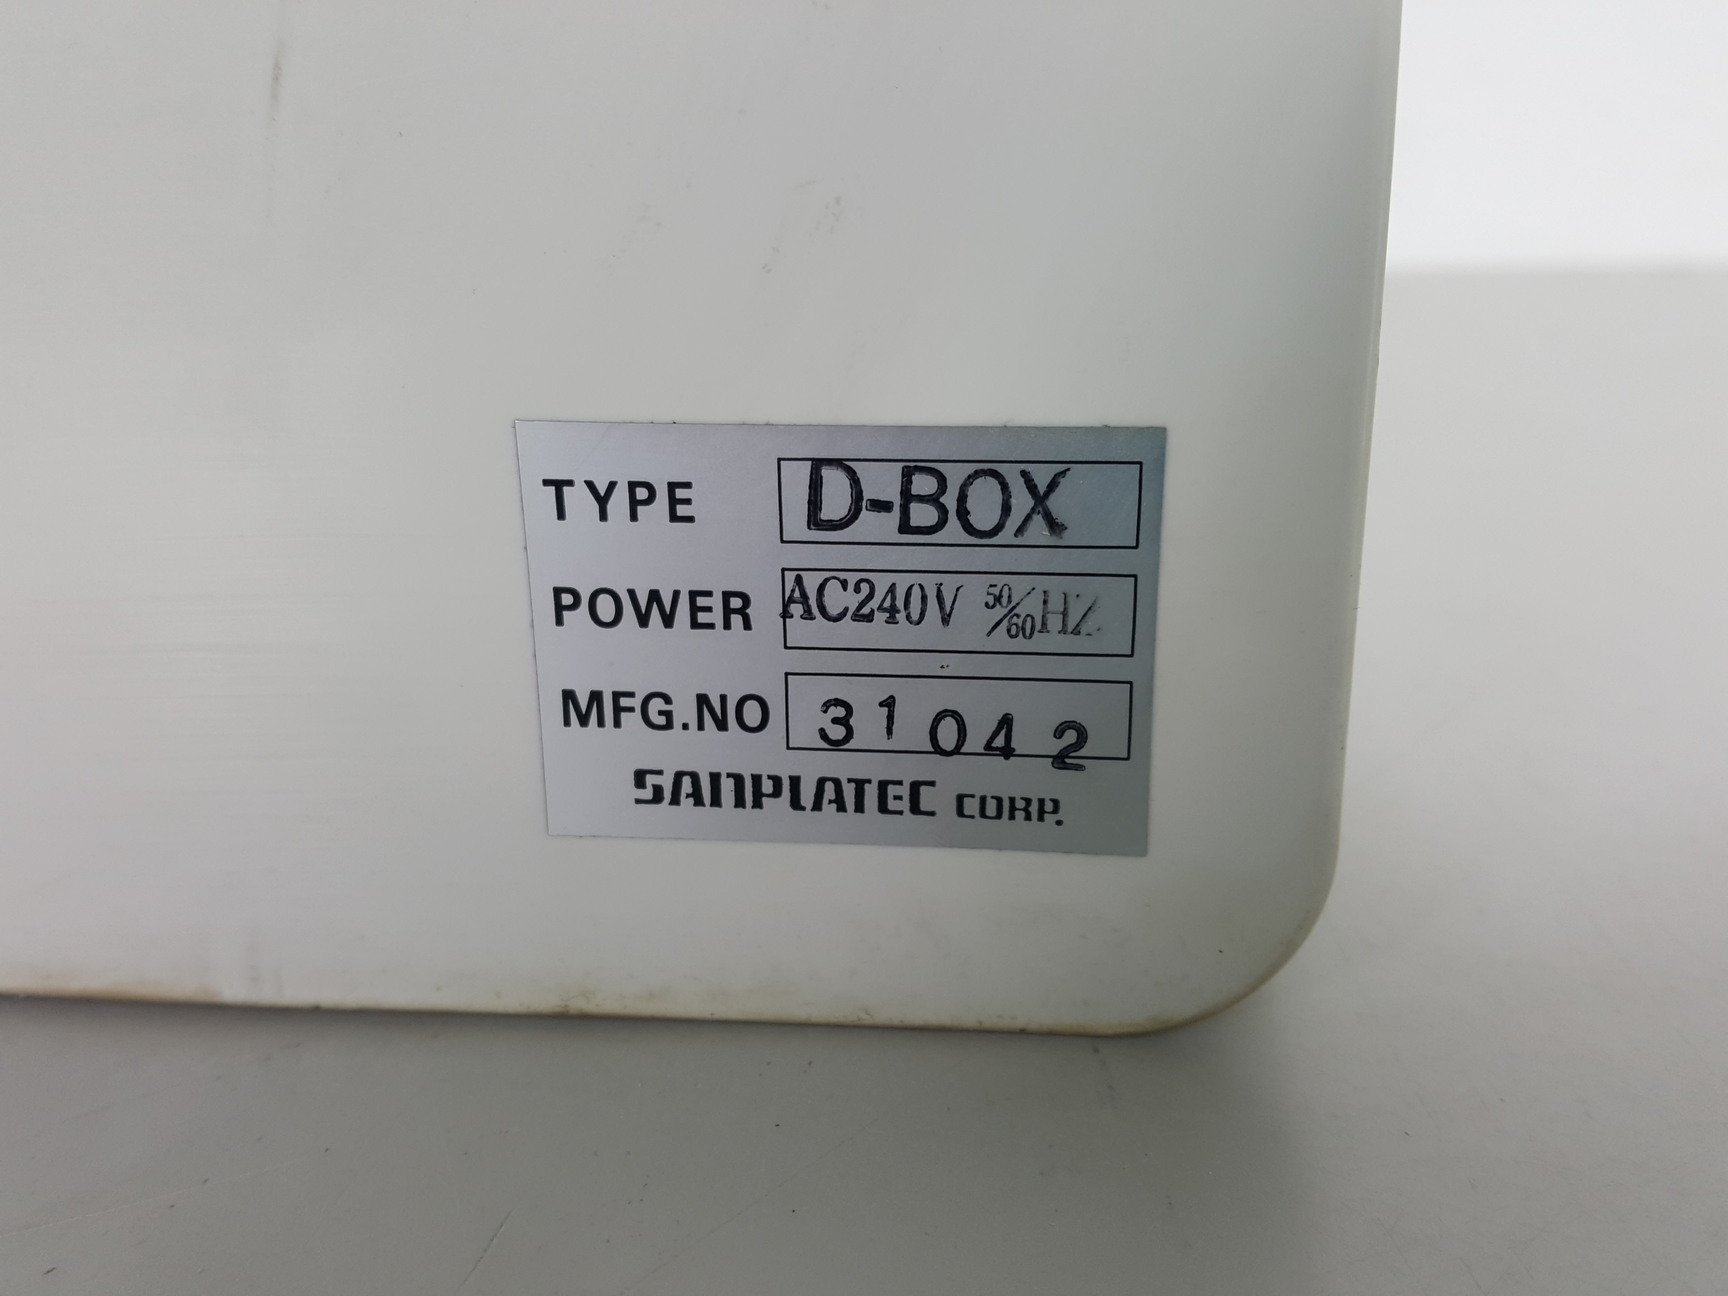 TYPE D-BOX
POWER AC240V 50/60HZ
MFG.NO 31042
SANPLATEC CORP.